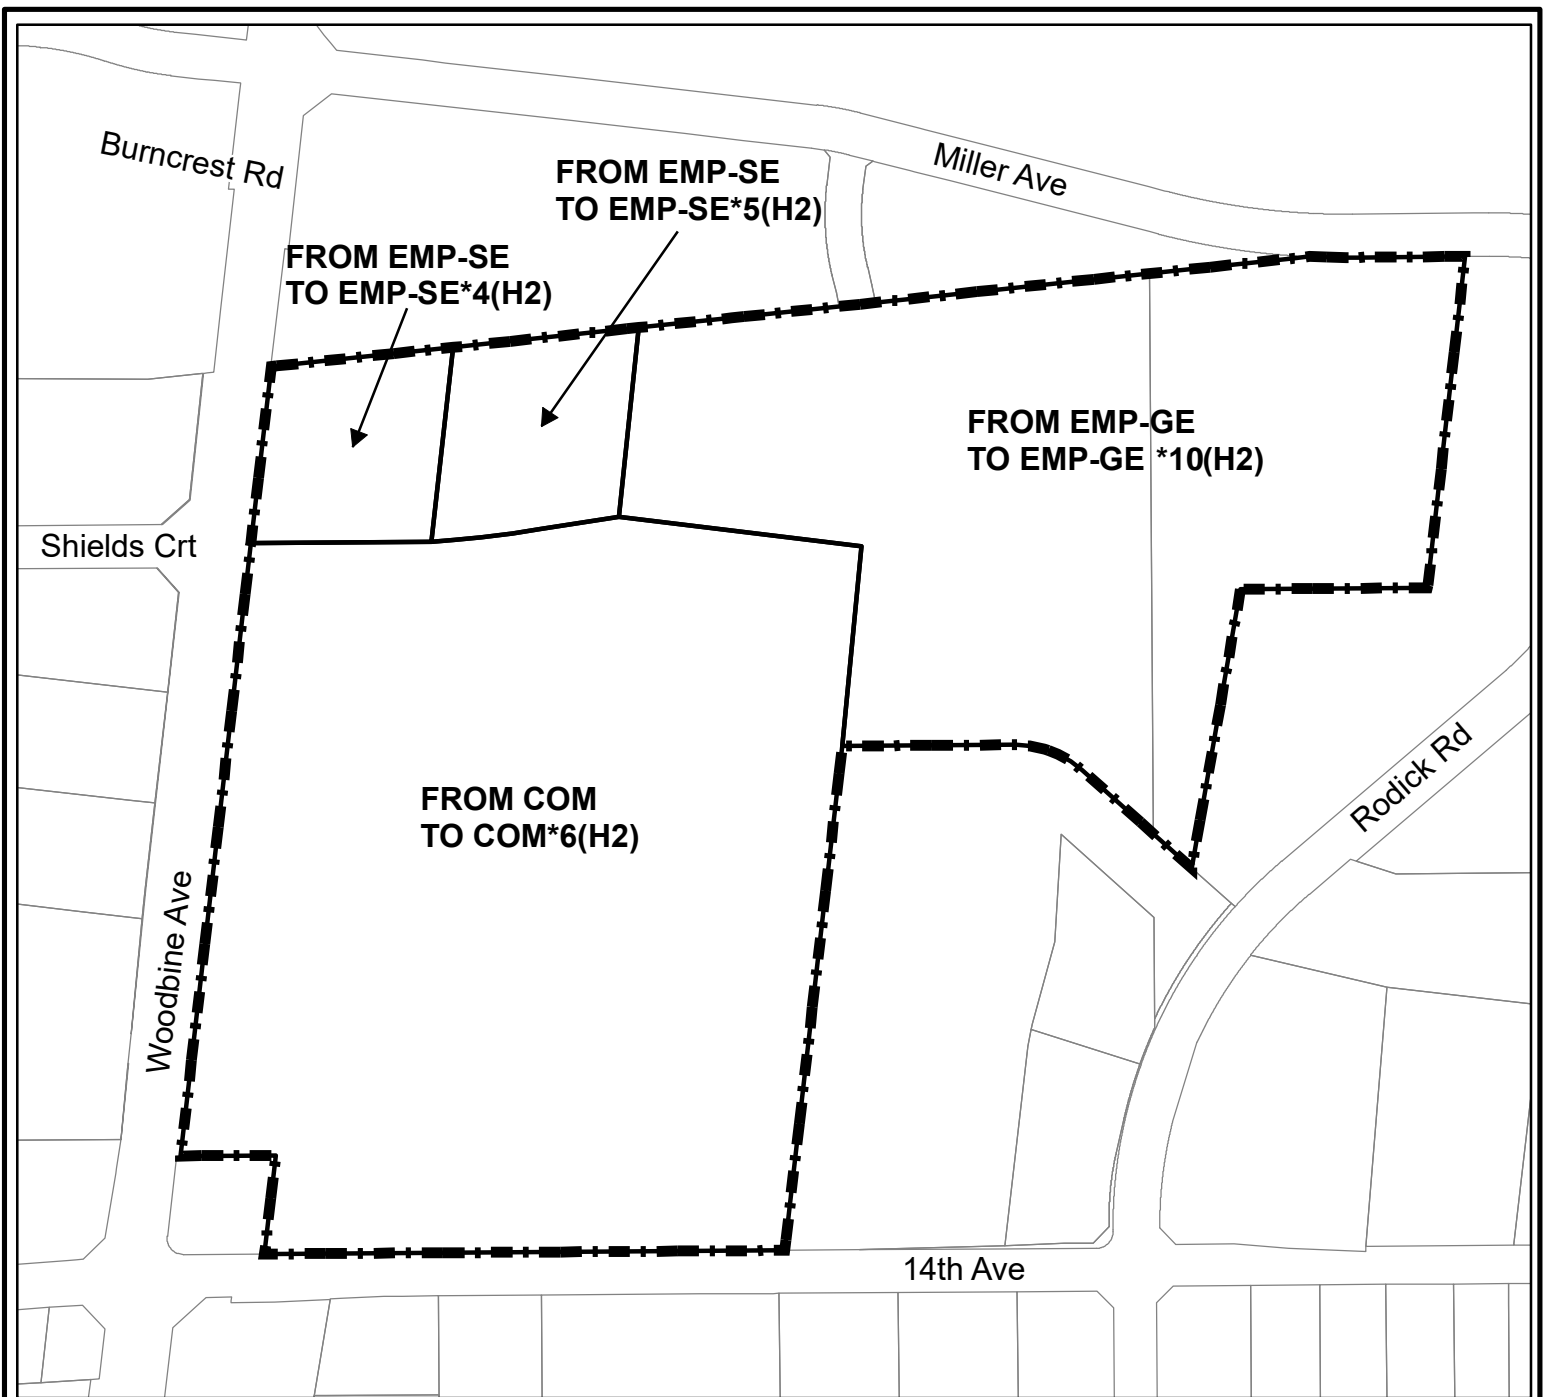 Burncrest Rd
Miller Ave
FROM EMP-SE
TO EMP-SE*5(H2)
FROM EMP-SE
TO EMP-SE*4(H2)
FROM EMP-GE
TO EMP-GE *10(H2)
Shields Crt
Rodick Rd
FROM COM
TO COM*6(H2)
Woodbine Ave
14th Ave